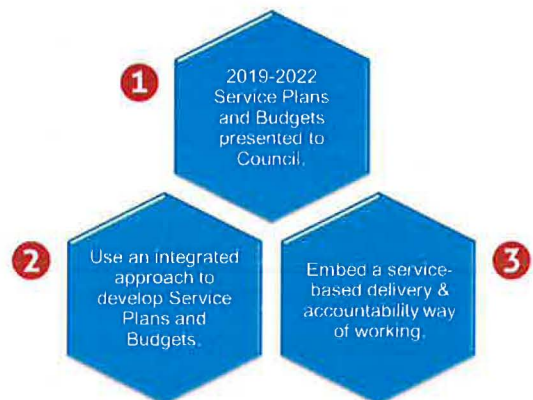 1
2019-2022
Service Plans
and Budgets
presented to
Council.
2
Use an integrated
approach to
develop Service
Plans and
Budgets.
3
Embed a service-
based delivery &
accountability way
of working.